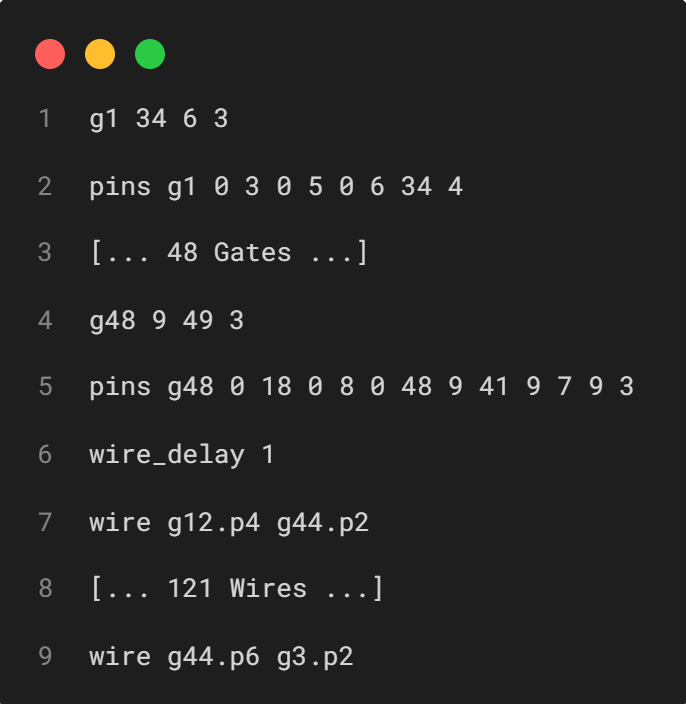 1 g1 34 6 3
2 pins g1 0 3 0 5 0 6 34 4
3 [... 48 Gates ...]
4 g48 9 49 3
5 pins g48 0 18 0 8 0 48 9 41 9 7 9 3
6 wire_delay 1
7 wire g12.p4 g44.p2
8 [... 121 Wires ...]
9 wire g44.p6 g3.p2